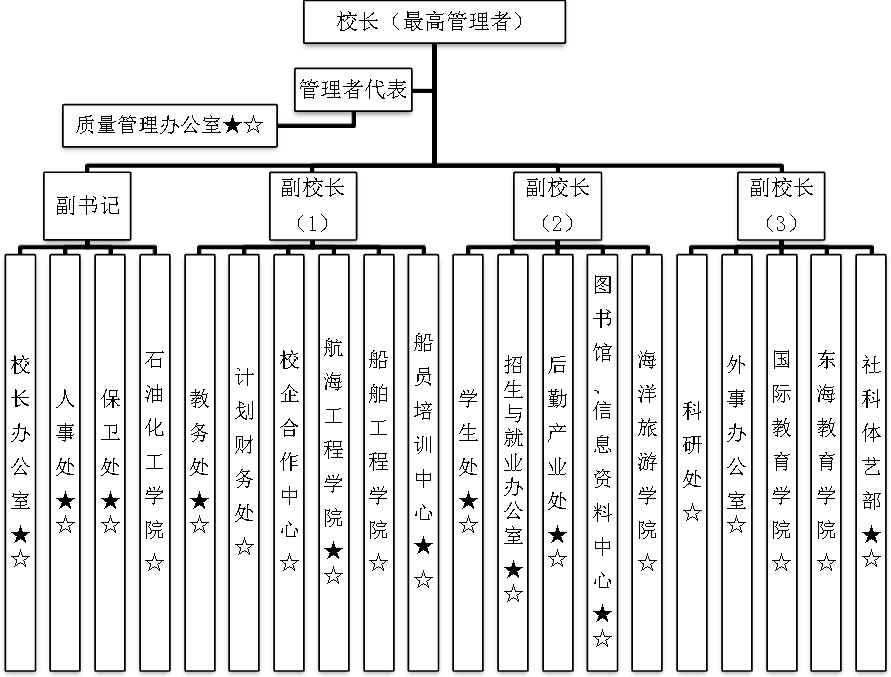 校长（最高管理者）
管理者代表
质量管理办公室★☆
副书记
副校长
（1）
副校长
（2）
副校长
（3）
校长办公室★☆
人事处★☆
保卫处★☆
石油化工学院☆
教务处★☆
计划财务处☆
校企合作中心☆
航海工程学院★☆
船舶工程学院☆
船员培训中心★☆
学生处★☆
招生与就业办公室★☆
后勤产业处★☆
图书馆、信息资料中心★☆
海洋旅游学院☆
科研处☆
外事办公室☆
国际教育学院☆
东海教育学院☆
社科体艺部★☆